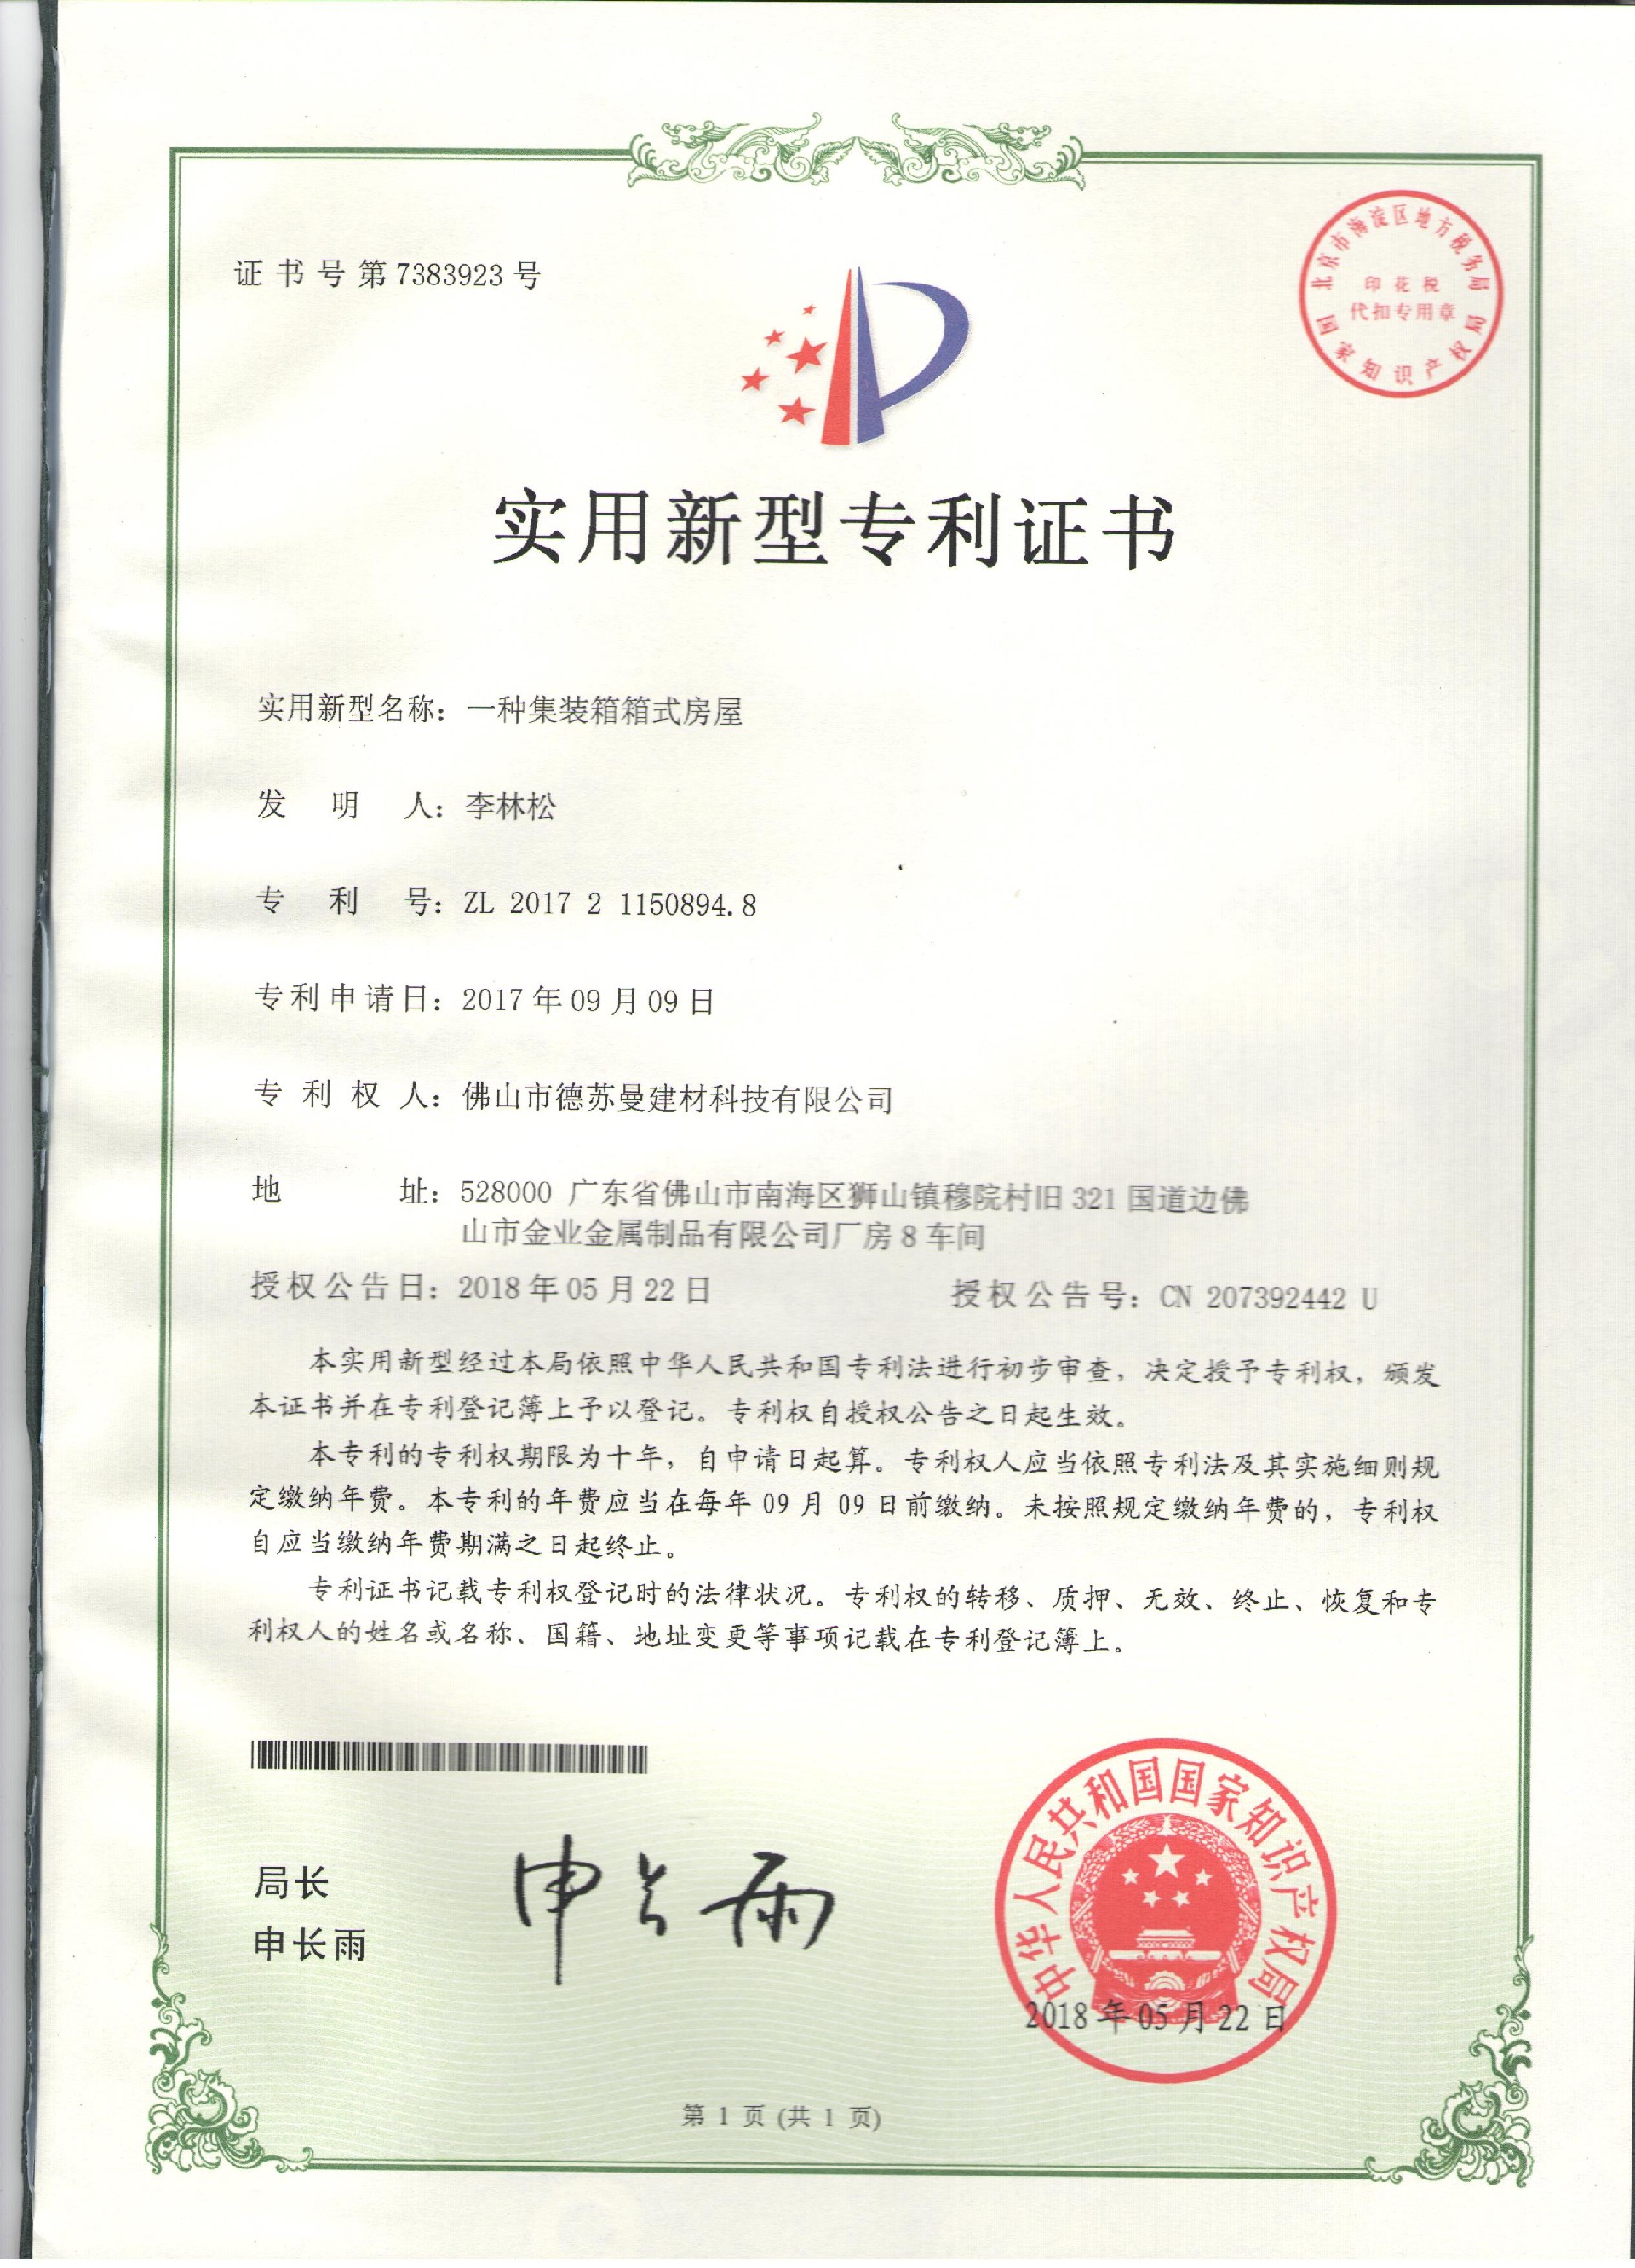 证书号第7383923号
北京市海淀区地方税务局
印花税
代扣专用章
国家知识产权局
实用新型专利证书
实用新型名称：一种集装箱箱式房屋
发明人：李林松
专利号：ZL 2017 2 1150894.8
专利申请日：2017年09月09日
专利权人：佛山市德苏曼建材科技有限公司
地址：528000 广东省佛山市南海区狮山镇穆院村旧321国道边佛
山市金业金属制品有限公司厂房8车间
授权公告日：2018年05月22日 授权公告号：CN 207392442 U
本实用新型经过本局依照中华人民共和国专利法进行初步审查，决定授予专利权，颁发
本证书并在专利登记簿上予以登记。专利权自授权公告之日起生效。
本专利的专利权期限为十年，自申请日起算。专利权人应当依照专利法及其实施细则规
定缴纳年费。本专利的年费应当在每年09月09日前缴纳。未按照规定缴纳年费的，专利权
自应当缴纳年费期满之日起终止。
专利证书记载专利权登记时的法律状况。专利权的转移、质押、无效、终止、恢复和专
利权人的姓名或名称、国籍、地址变更等事项记载在专利登记簿上。
局长
申长雨
申长雨
中华人民共和国国家知识产权局
2018年05月22日
第1页(共1页)